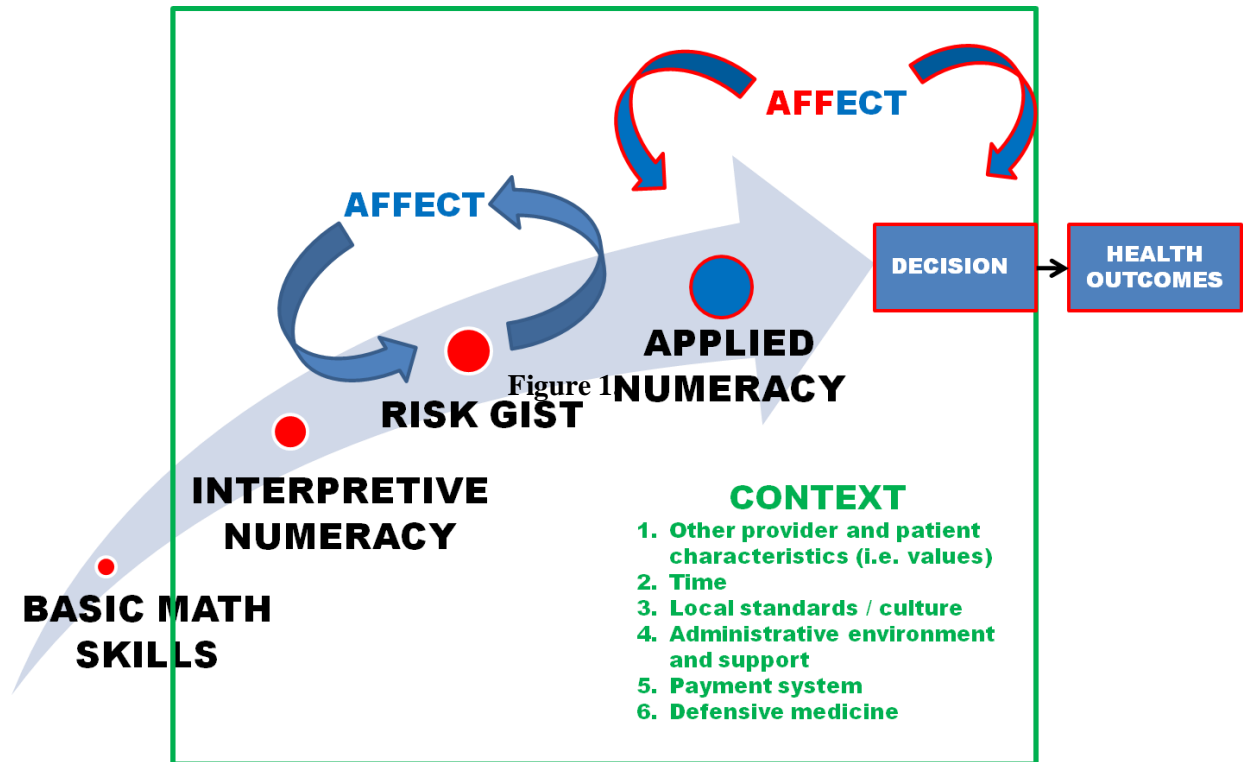 AFFECT
AFFECT
DECISION
HEALTH
OUTCOMES
APPLIED
NUMERACY
Figure 1
RISK GIST
INTERPRETIVE
NUMERACY
BASIC MATH
SKILLS
CONTEXT
1. Other provider and patient
characteristics (i.e. values)
2. Time
3. Local standards / culture
4. Administrative environment
and support
5. Payment system
6. Defensive medicine